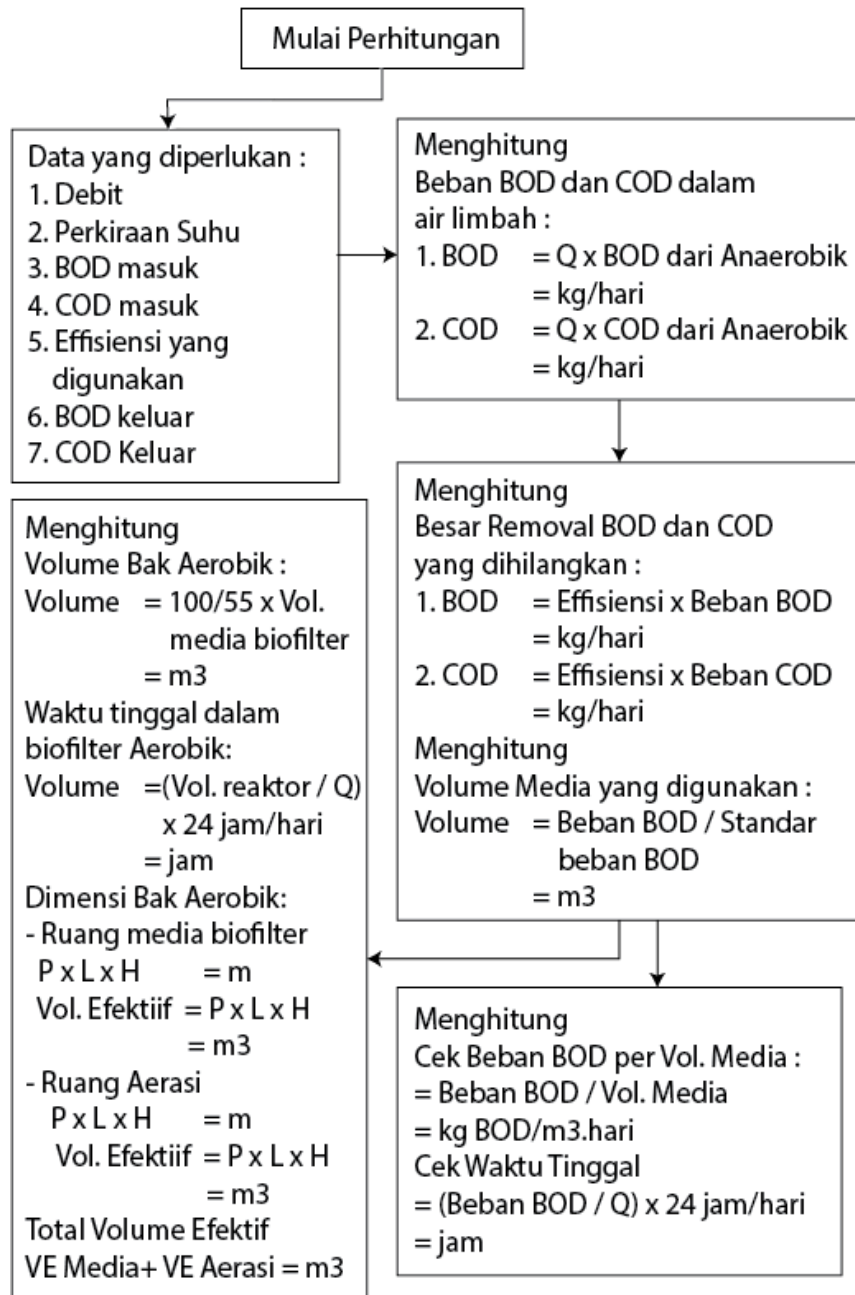 Mulai Perhitungan
Data yang diperlukan :
1. Debit
2. Perkiraan Suhu
3. BOD masuk
4. COD masuk
5. Effisiensi yang
digunakan
6. BOD keluar
7. COD Keluar
Menghitung
Beban BOD dan COD dalam
air limbah :
1. BOD = Q x BOD dari Anaerobik
= kg/hari
2. COD = Q x COD dari Anaerobik
= kg/hari
Menghitung
Besar Removal BOD dan COD
yang dihilangkan :
1. BOD = Effisiensi x Beban BOD
= kg/hari
2. COD = Effisiensi x Beban COD
= kg/hari
Menghitung
Volume Media yang digunakan :
Volume = Beban BOD / Standar
beban BOD
= m3
Menghitung
Volume Bak Aerobik :
Volume = 100/55 x Vol.
media biofilter
= m3
Waktu tinggal dalam
biofilter Aerobik:
Volume =(Vol. reaktor / Q)
x 24 jam/hari
= jam
Dimensi Bak Aerobik:
- Ruang media biofilter
P x L x H = m
Vol. Efektiif = P x L x H
= m3
- Ruang Aerasi
P x L x H = m
Vol. Efektiif = P x L x H
= m3
Total Volume Efektif
VE Media+ VE Aerasi = m3
Menghitung
Cek Beban BOD per Vol. Media :
= Beban BOD / Vol. Media
= kg BOD/m3.hari
Cek Waktu Tinggal
= (Beban BOD / Q) x 24 jam/hari
= jam